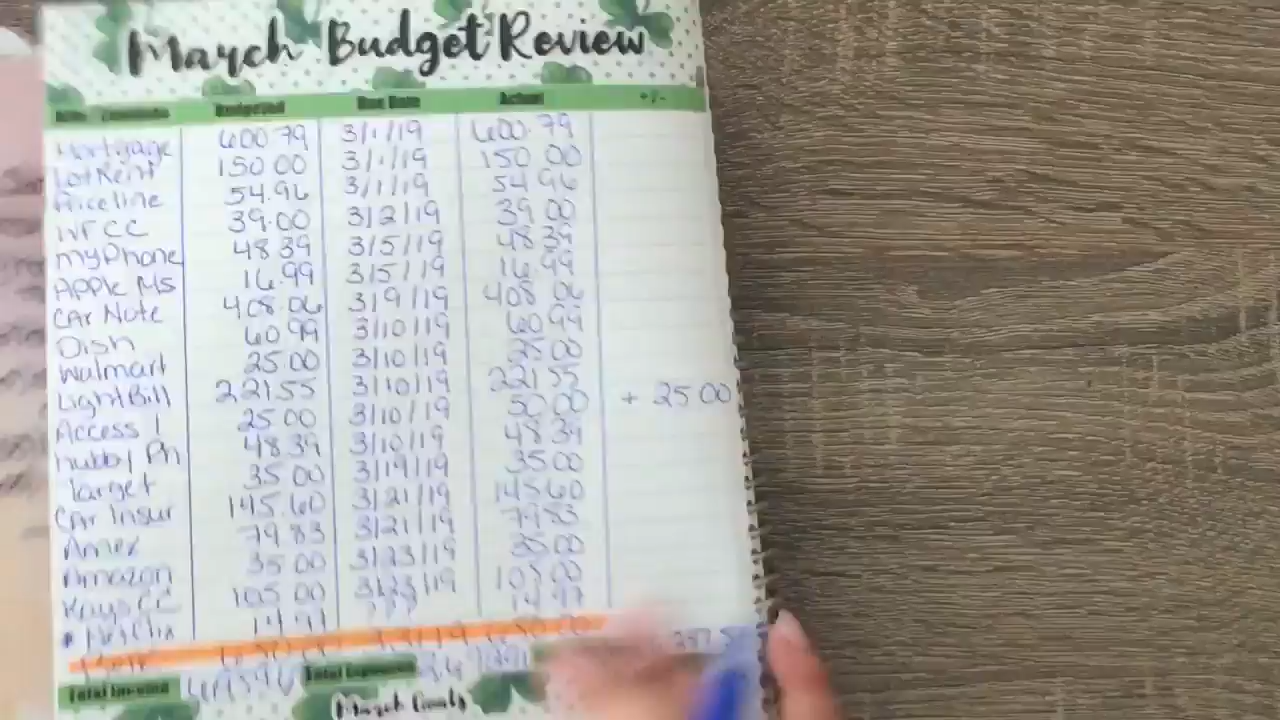 March Budget Review
Budgeted Due Date Actual +/-
Mortgage 600.79 3/1/19 600.79
Lot Rent 150.00 3/1/19 150.00
54.96 3/1/19 54.96
39.00 3/2/19 39.00
my Phone 48.39 3/5/19 48.39
Apple Ms 16.99 3/5/19 16.99
CAr Note 408.06 3/9/19 408.06
Dish 60.99 3/10/19 60.99
Walmart 25.00 3/10/19 25.00
Light Bill 221.55 3/10/19 221.55
Access 1 25.00 3/10/19 50.00 + 25.00
hubby Ph 48.39 3/10/19 48.39
Target 35.00 3/19/19 35.00
CAr Insur 145.60 3/21/19 145.60
Amex 79.83 3/21/19 79.83
Amazon 35.00 3/23/19 35.00
Kays CC 105.00 3/23/19 105.00
Total Income Total Expenses
March Goals